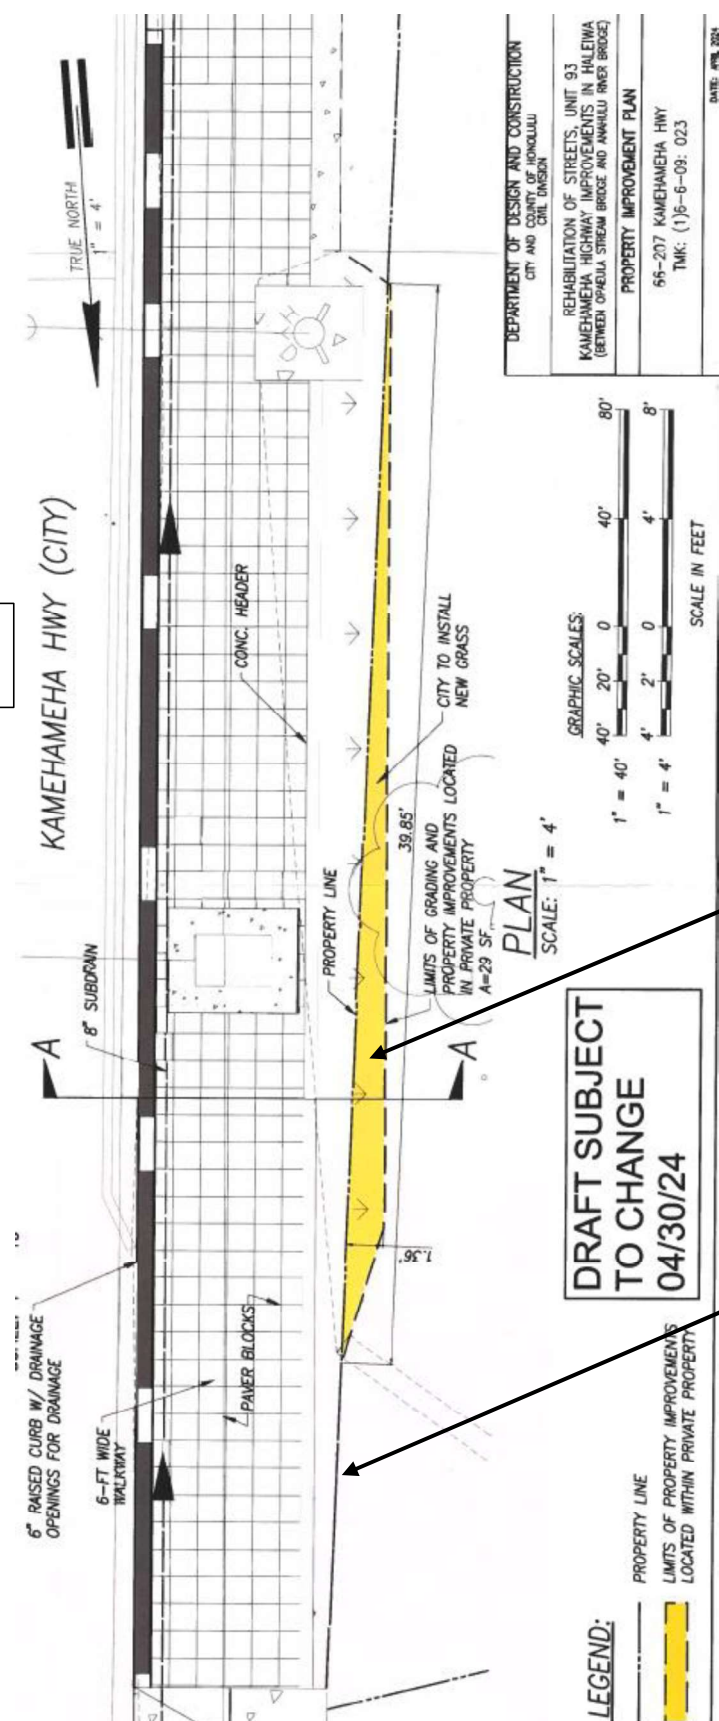 DEPARTMENT OF DESIGN AND CONSTRUCTION
CITY AND COUNTY OF HONOLULU
CIVIL DIVISION
REHABILITATION OF STREETS, UNIT 93
KAMEHAMEHA HIGHWAY IMPROVEMENTS IN HALEIWA
(BETWEEN OPAEULA STREAM BRIDGE AND ANAHULU RIVER BRIDGE)
PROPERTY IMPROVEMENT PLAN
66-207 KAMEHAMEHA HWY
TMK: (1)6-6-09: 023
DATE: APRIL 2024
TRUE NORTH
1" = 4'
KAMEHAMEHA HWY (CITY)
CONC. HEADER
CITY TO INSTALL
NEW GRASS
PROPERTY LINE
LIMITS OF GRADING AND
PROPERTY IMPROVEMENTS LOCATED
IN PRIVATE PROPERTY
A=29 SF
39.85'
PLAN
SCALE: 1" = 4'
GRAPHIC SCALES:
40' 20' 0 40' 80'
1" = 40'
4' 2' 0 4' 8'
1" = 4'
SCALE IN FEET
8" SUBDRAIN
A
A
1.36'
DRAFT SUBJECT
TO CHANGE
04/30/24
6" RAISED CURB W/ DRAINAGE
OPENINGS FOR DRAINAGE
6-FT WIDE
WALKWAY
PAVER BLOCKS
LEGEND:
PROPERTY LINE
LIMITS OF PROPERTY IMPROVEMENTS
LOCATED WITHIN PRIVATE PROPERTY